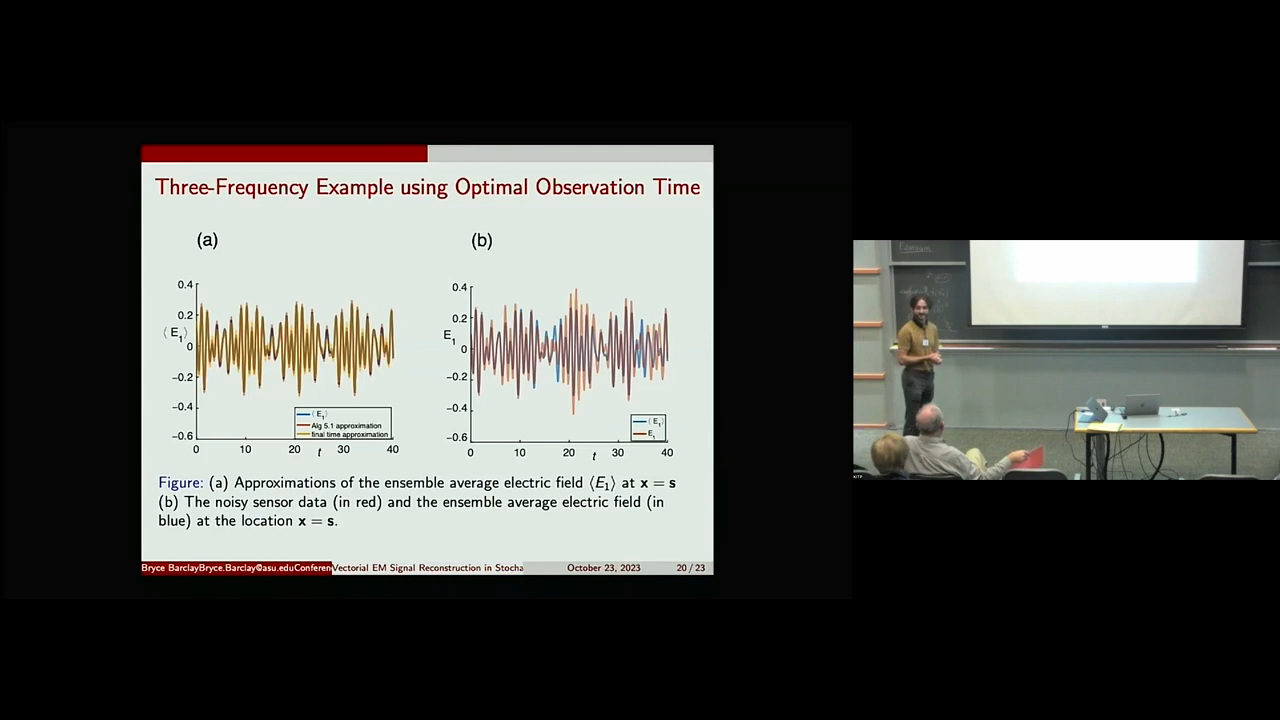 Three-Frequency Example using Optimal Observation Time
(a)
0.4
0.2
⟨ E1⟩
0
−0.2
−0.4
−0.6
0 10 20 30 40
t
⟨ E1⟩
Alg 5.1 approximation
final time approximation
(b)
0.4
0.2
E1
0
−0.2
−0.4
−0.6
0 10 20 30 40
t
⟨ E1⟩
E1
Figure: (a) Approximations of the ensemble average electric field ⟨E1⟩ at x = s
(b) The noisy sensor data (in red) and the ensemble average electric field (in
blue) at the location x = s.
Bryce BarclayBryce.Barclay@asu.eduConferen Vectorial EM Signal Reconstruction in Stocha October 23, 2023 20 / 23